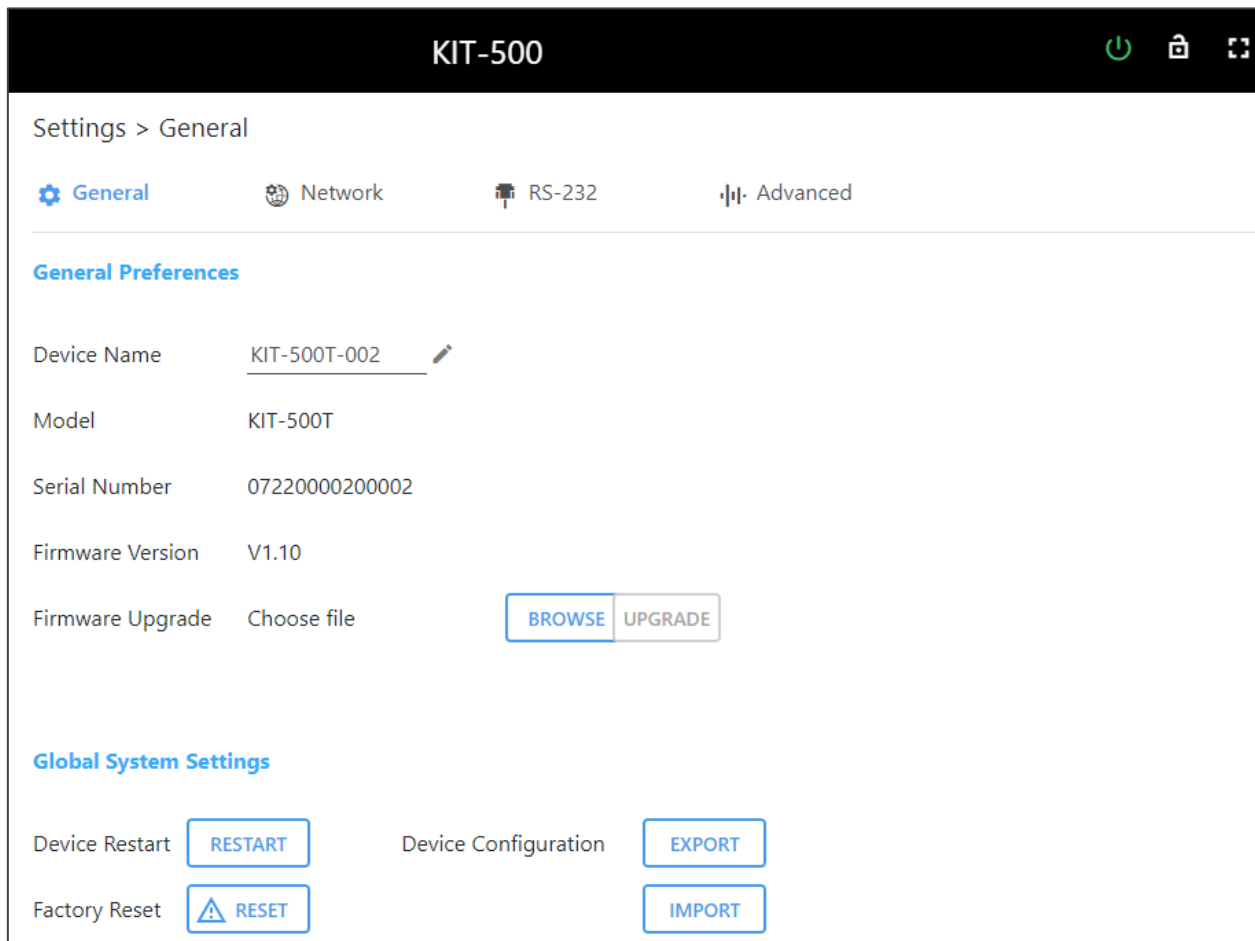 KIT-500
Settings > General
General Network RS-232 Advanced
General Preferences
Device Name KIT-500T-002
Model KIT-500T
Serial Number 07220000200002
Firmware Version V1.10
Firmware Upgrade Choose file BROWSE UPGRADE
Global System Settings
Device Restart RESTART Device Configuration EXPORT
Factory Reset RESET IMPORT